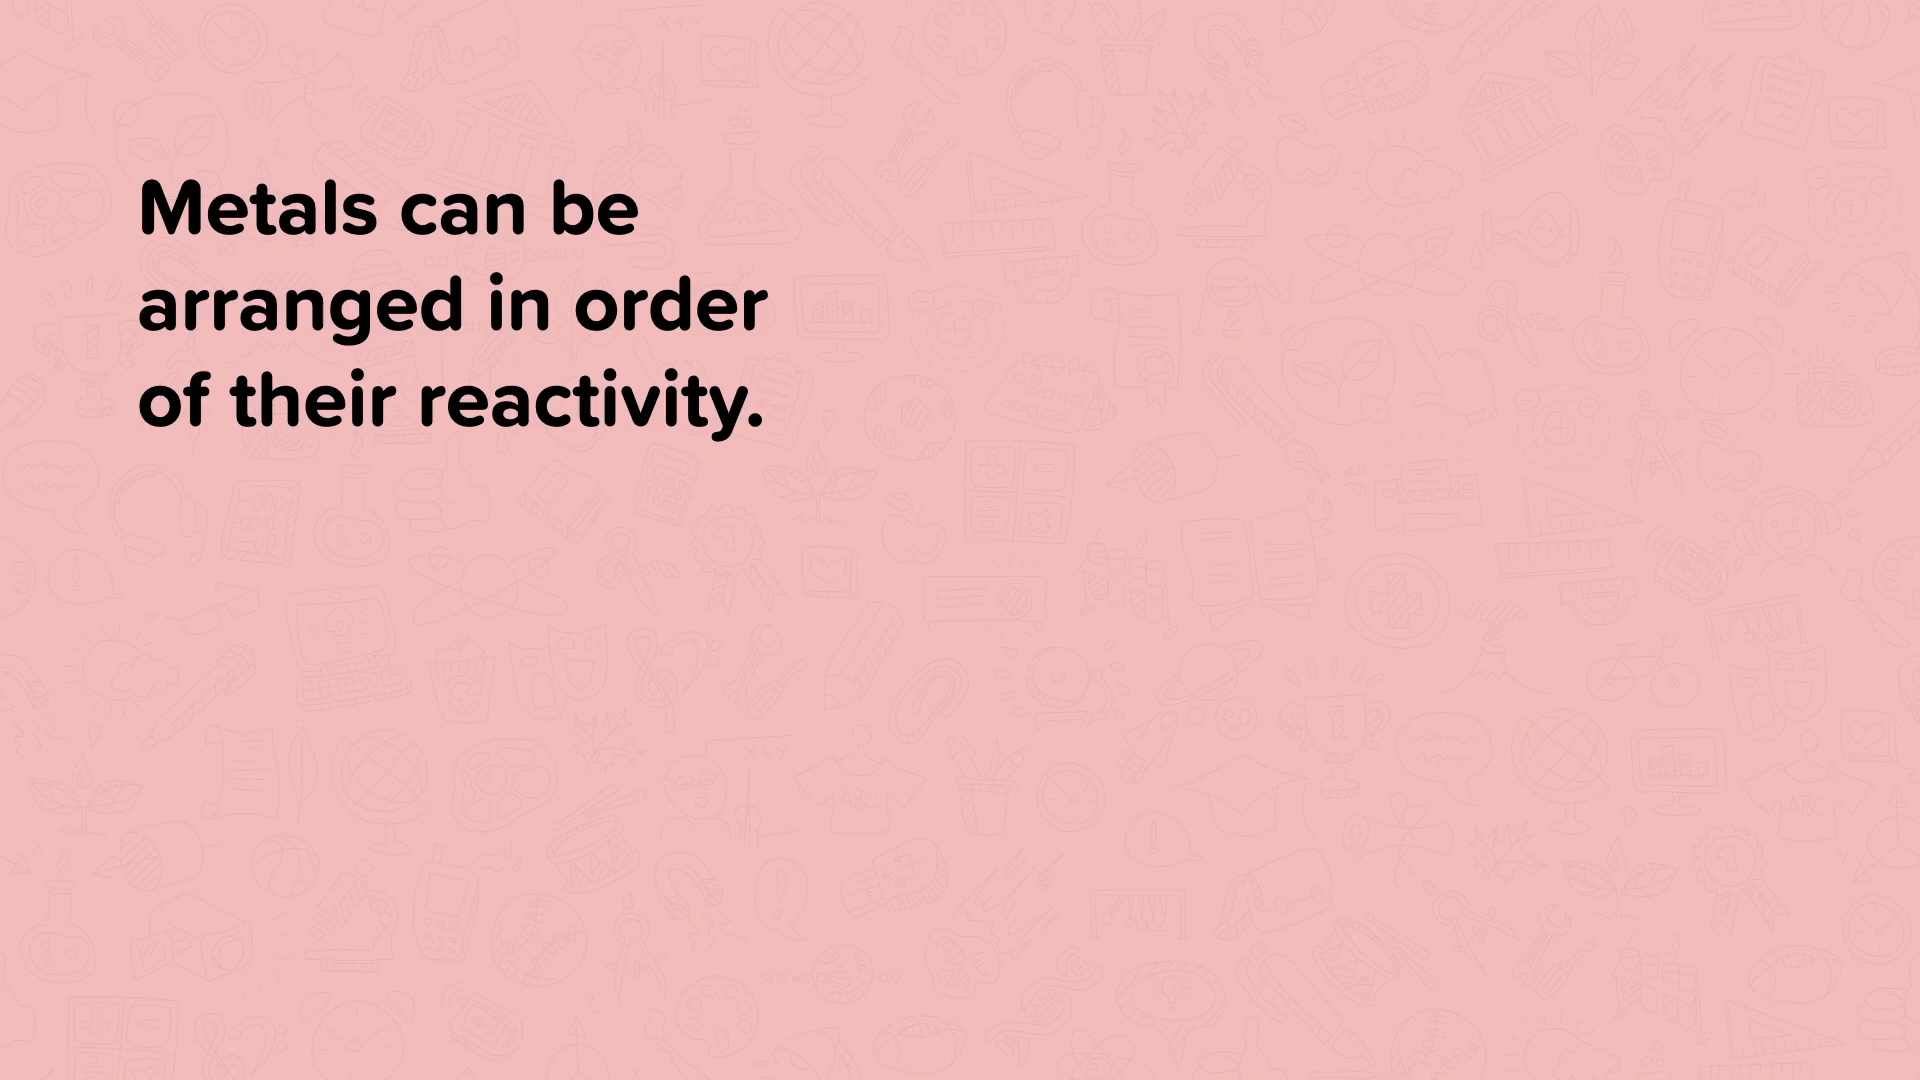 Metals can be
arranged in order
of their reactivity.